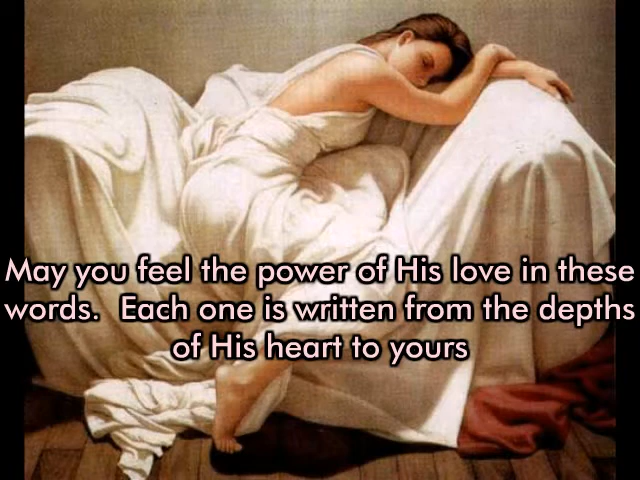 May you feel the power of His love in these
words.  Each one is written from the depths
of His heart to yours